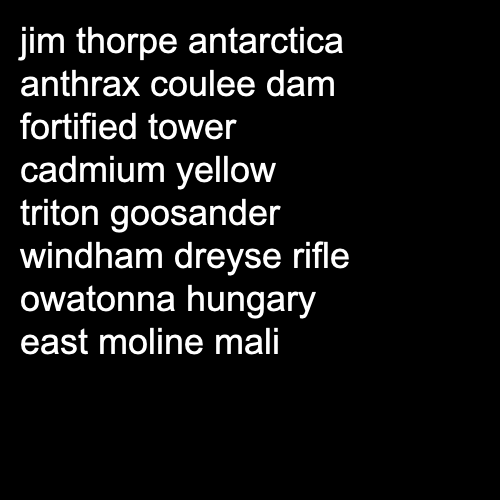 jim thorpe antarctica
anthrax coulee dam
fortified tower
cadmium yellow
triton goosander
windham dreyse rifle
owatonna hungary
east moline mali